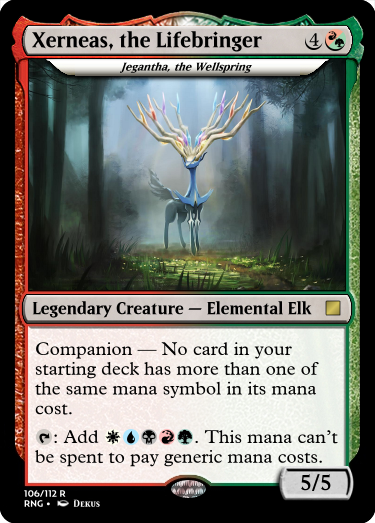 Xerneas, the Lifebringer 4
Jegantha, the Wellspring
Legendary Creature — Elemental Elk
Companion — No card in your
starting deck has more than one of
the same mana symbol in its mana
cost.
: Add . This mana can't
be spent to pay generic mana costs.
5/5
106/112 R
RNG • Dekus